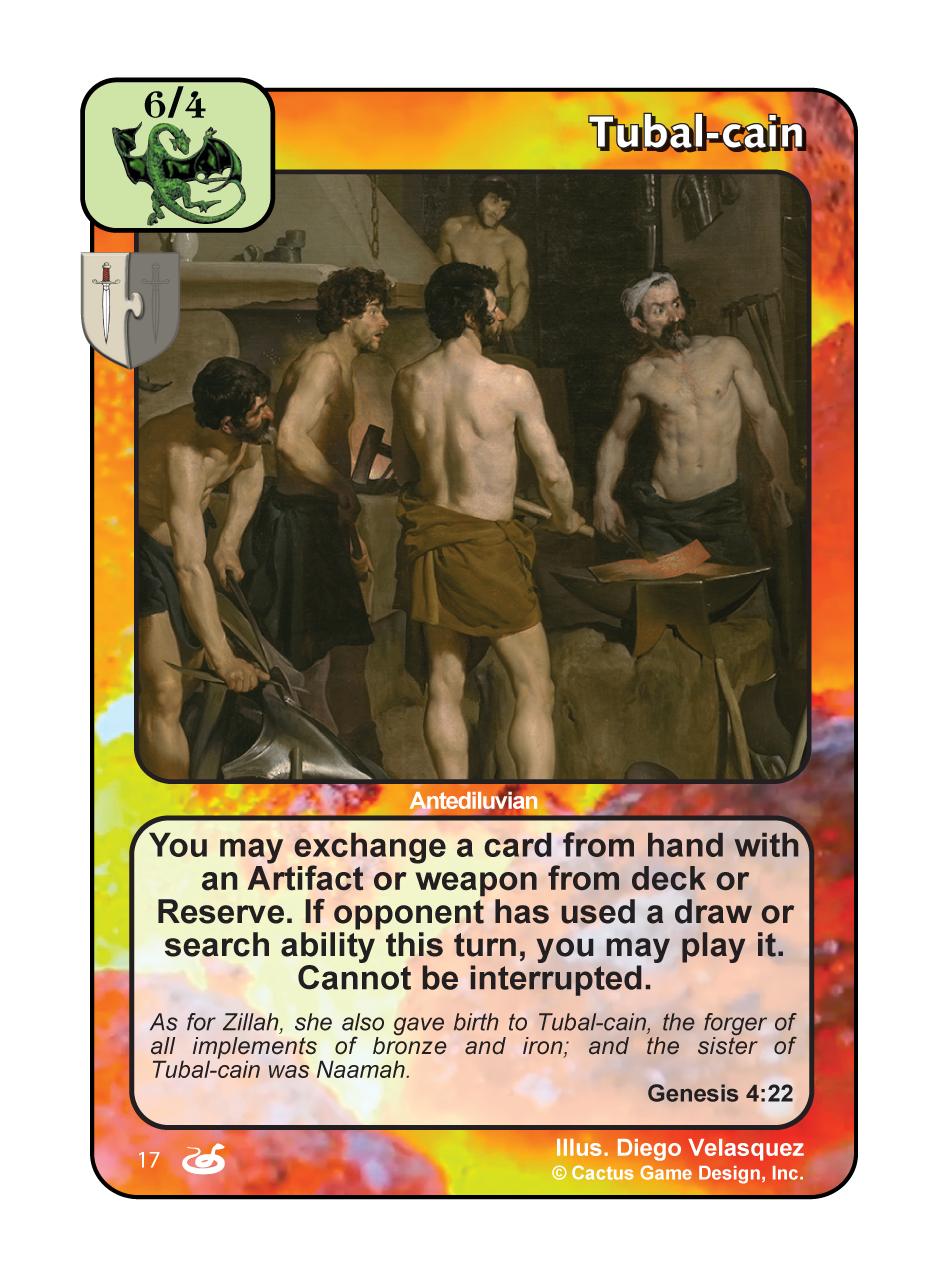 6/4
Tubal-cain
Antediluvian
You may exchange a card from hand with
an Artifact or weapon from deck or
Reserve. If opponent has used a draw or
search ability this turn, you may play it.
Cannot be interrupted.
As for Zillah, she also gave birth to Tubal-cain, the forger of
all implements of bronze and iron; and the sister of
Tubal-cain was Naamah.
Genesis 4:22
17
Illus. Diego Velasquez
© Cactus Game Design, Inc.